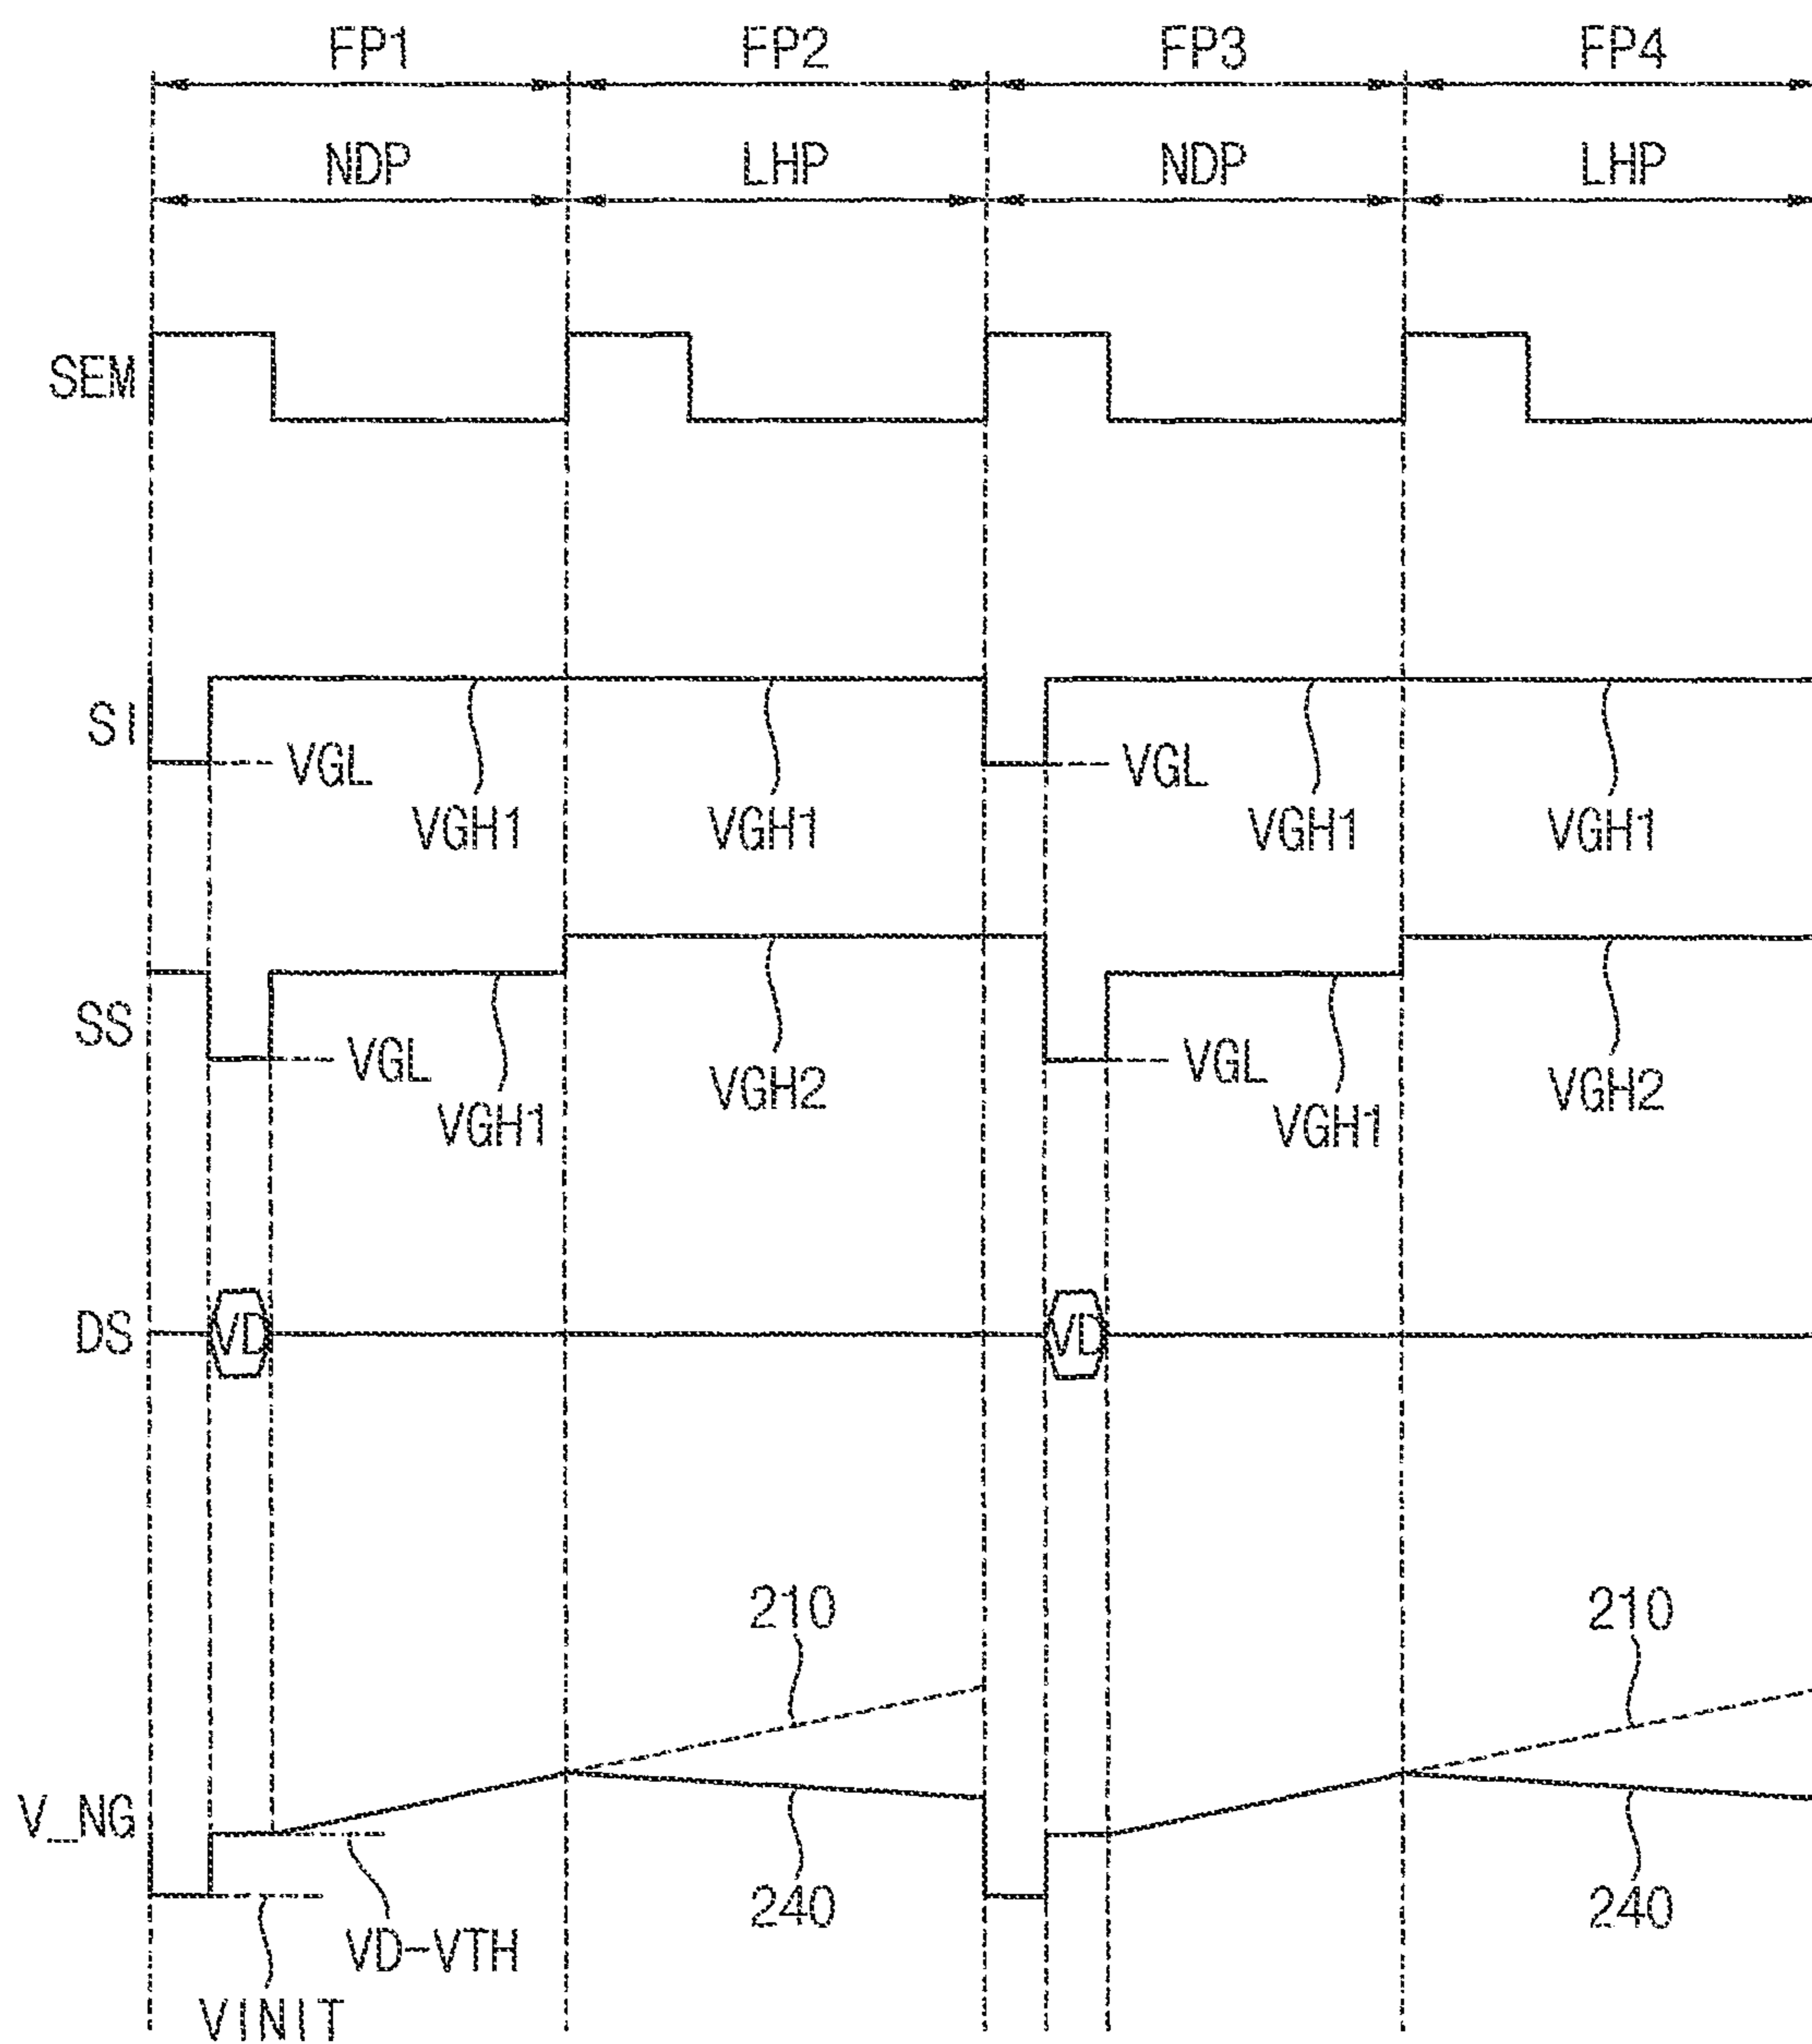 FP1 FP2 FP3 FP4
NDP LHP NDP LHP
SEM
SI
VGL VGL
VGH1 VGH1 VGH1 VGH1
SS
VGL VGL
VGH2 VGH2
VGH1 VGH1
DS VD VD
210 210
V_NG
240 240
VD-VTH
VINIT